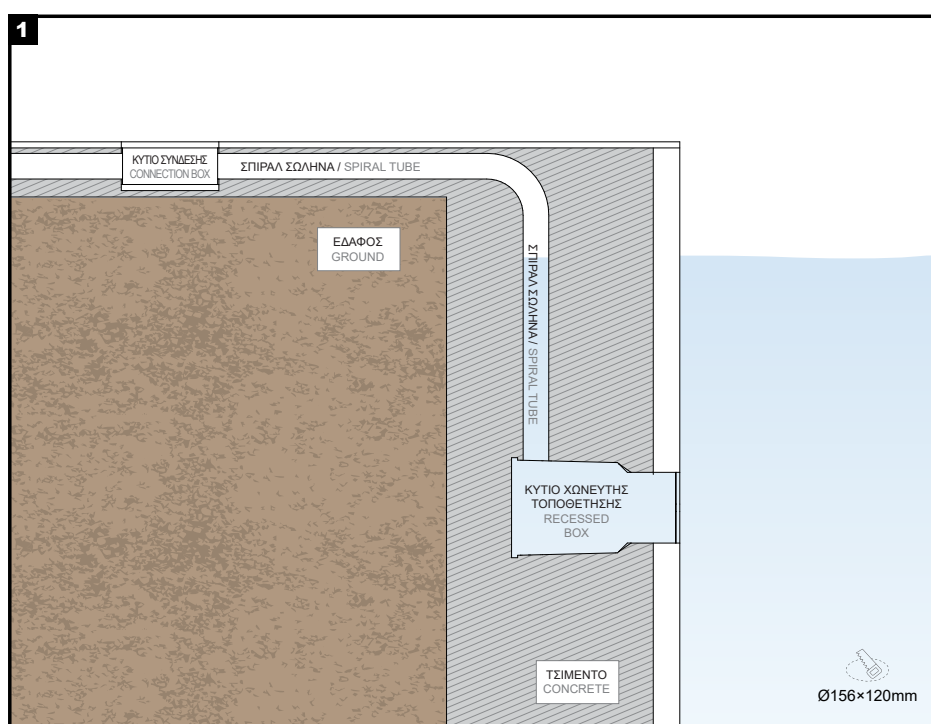 1
ΚΥΤΙΟ ΣΥΝΔΕΣΗΣ
CONNECTION BOX
ΣΠΙΡΑΛ ΣΩΛΗΝΑ / SPIRAL TUBE
ΕΔΑΦΟΣ
GROUND
ΣΠΙΡΑΛ ΣΩΛΗΝΑ / SPIRAL TUBE
ΚΥΤΙΟ ΧΩΝΕΥΤΗΣ
ΤΟΠΟΘΕΤΗΣΗΣ
RECESSED
BOX
ΤΣΙΜΕΝΤΟ
CONCRETE
Ø156×120mm